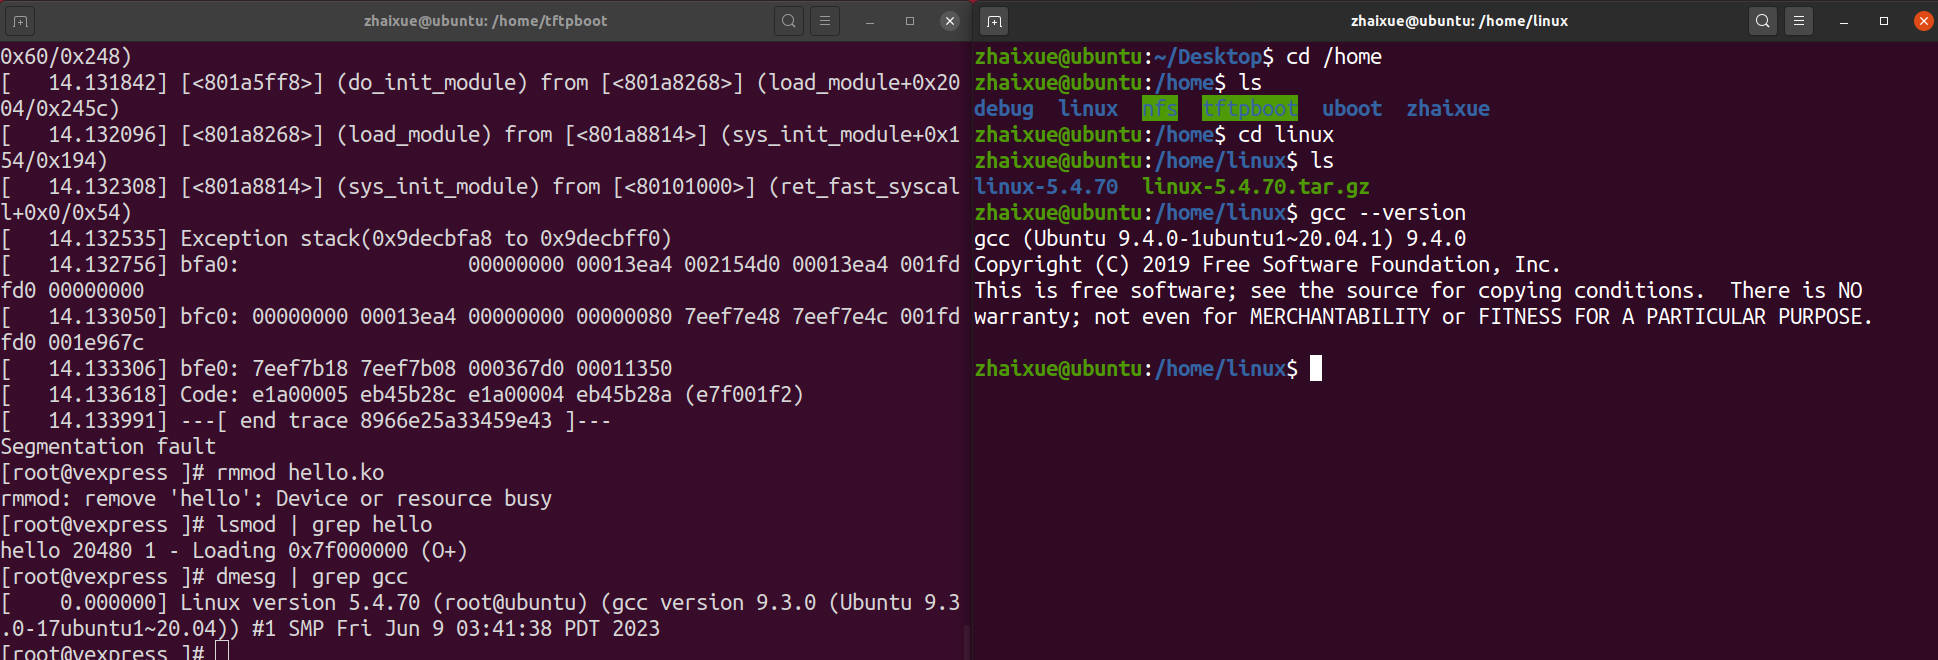 zhaixue@ubuntu: /home/tftpboot
0x60/0x248)
[   14.131842] [<801a5ff8>] (do_init_module) from [<801a8268>] (load_module+0x20
04/0x245c)
[   14.132096] [<801a8268>] (load_module) from [<801a8814>] (sys_init_module+0x1
54/0x194)
[   14.132308] [<801a8814>] (sys_init_module) from [<80101000>] (ret_fast_syscal
l+0x0/0x54)
[   14.132535] Exception stack(0x9decbfa8 to 0x9decbff0)
[   14.132756] bfa0:                   00000000 00013ea4 002154d0 00013ea4 001fd
fd0 00000000
[   14.133050] bfc0: 00000000 00013ea4 00000000 00000080 7eef7e48 7eef7e4c 001fd
fd0 001e967c
[   14.133306] bfe0: 7eef7b18 7eef7b08 000367d0 00011350
[   14.133618] Code: e1a00005 eb45b28c e1a00004 eb45b28a (e7f001f2)
[   14.133991] ---[ end trace 8966e25a33459e43 ]---
Segmentation fault
[root@vexpress ]# rmmod hello.ko
rmmod: remove 'hello': Device or resource busy
[root@vexpress ]# lsmod | grep hello
hello 20480 1 - Loading 0x7f000000 (O+)
[root@vexpress ]# dmesg | grep gcc
[    0.000000] Linux version 5.4.70 (root@ubuntu) (gcc version 9.3.0 (Ubuntu 9.3
.0-17ubuntu1~20.04)) #1 SMP Fri Jun 9 03:41:38 PDT 2023
[root@vexpress ]#
zhaixue@ubuntu: /home/linux
zhaixue@ubuntu:~/Desktop$ cd /home
zhaixue@ubuntu:/home$ ls
debug  linux  nfs  tftpboot  uboot  zhaixue
zhaixue@ubuntu:/home$ cd linux
zhaixue@ubuntu:/home/linux$ ls
linux-5.4.70  linux-5.4.70.tar.gz
zhaixue@ubuntu:/home/linux$ gcc --version
gcc (Ubuntu 9.4.0-1ubuntu1~20.04.1) 9.4.0
Copyright (C) 2019 Free Software Foundation, Inc.
This is free software; see the source for copying conditions.  There is NO
warranty; not even for MERCHANTABILITY or FITNESS FOR A PARTICULAR PURPOSE.
zhaixue@ubuntu:/home/linux$